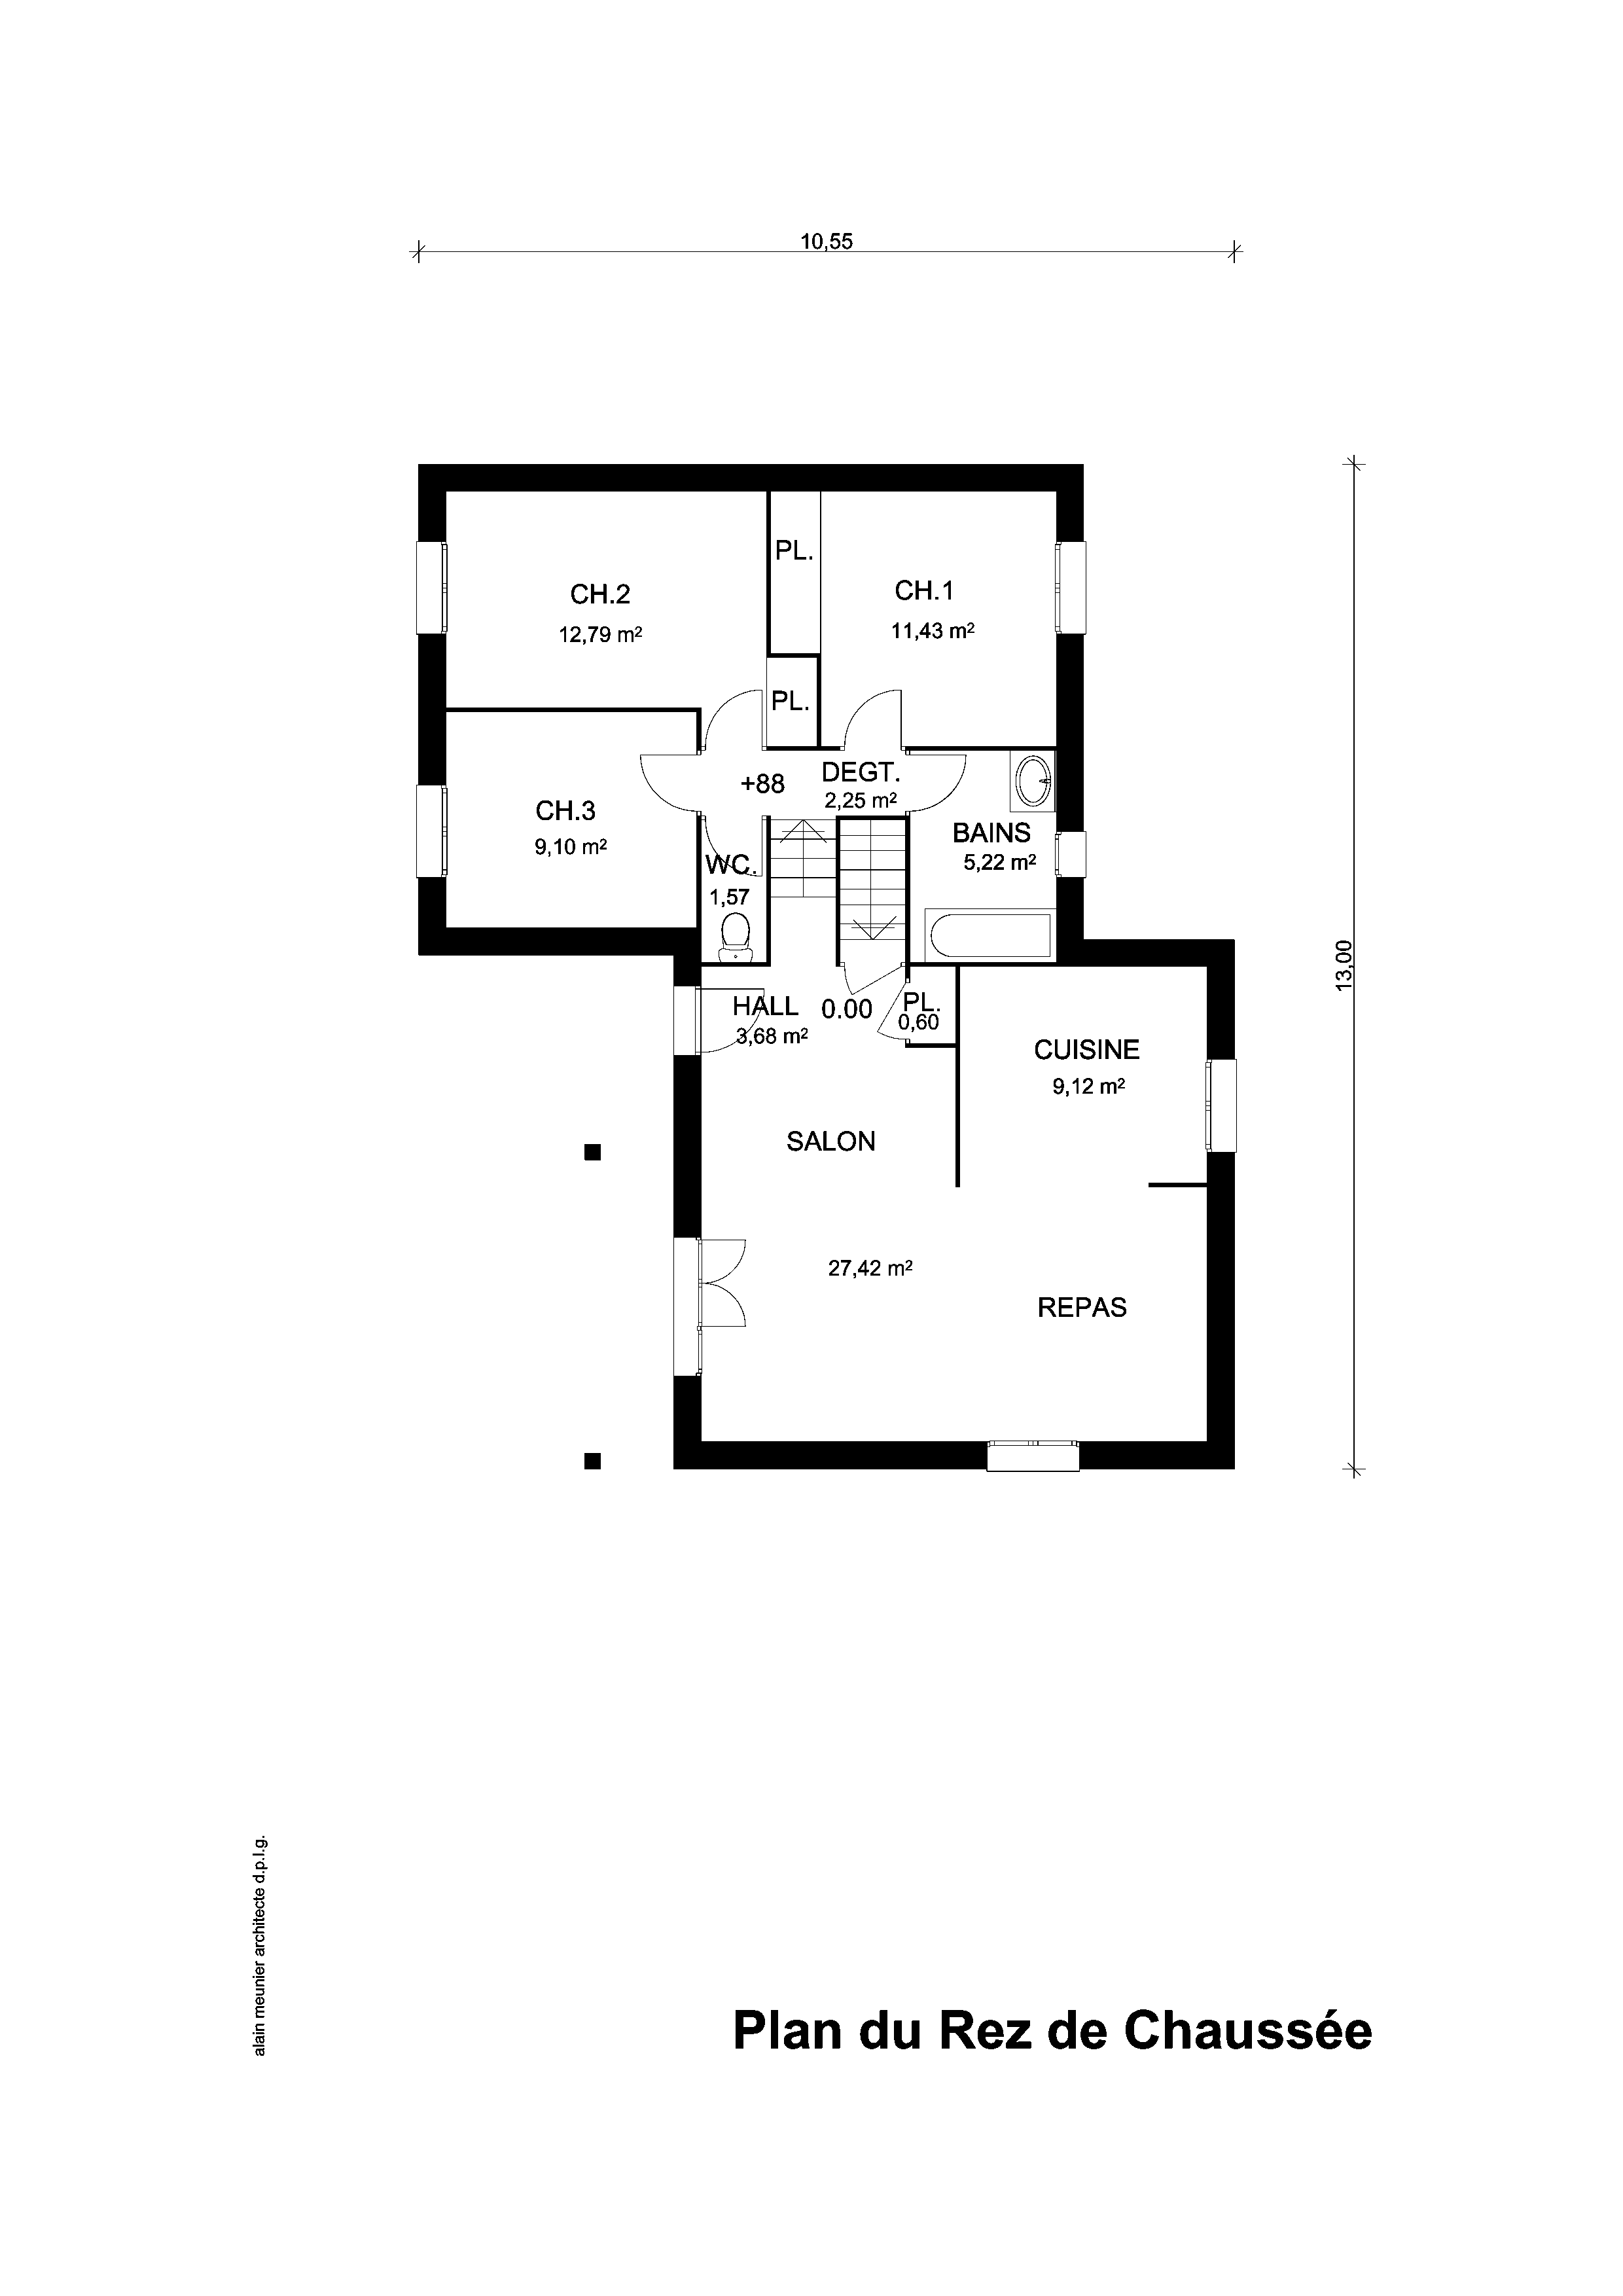 10,55
PL.
CH.2
12,79 m²
CH.1
11,43 m²
PL.
+88
DEGT.
2,25 m²
CH.3
9,10 m²
BAINS
5,22 m²
WC.
1,57
13,00
HALL
3,68 m²
0.00
PL.
0,60
CUISINE
9,12 m²
SALON
27,42 m²
REPAS
alain meunier architecte d.p.l.g.
Plan du Rez de Chaussée